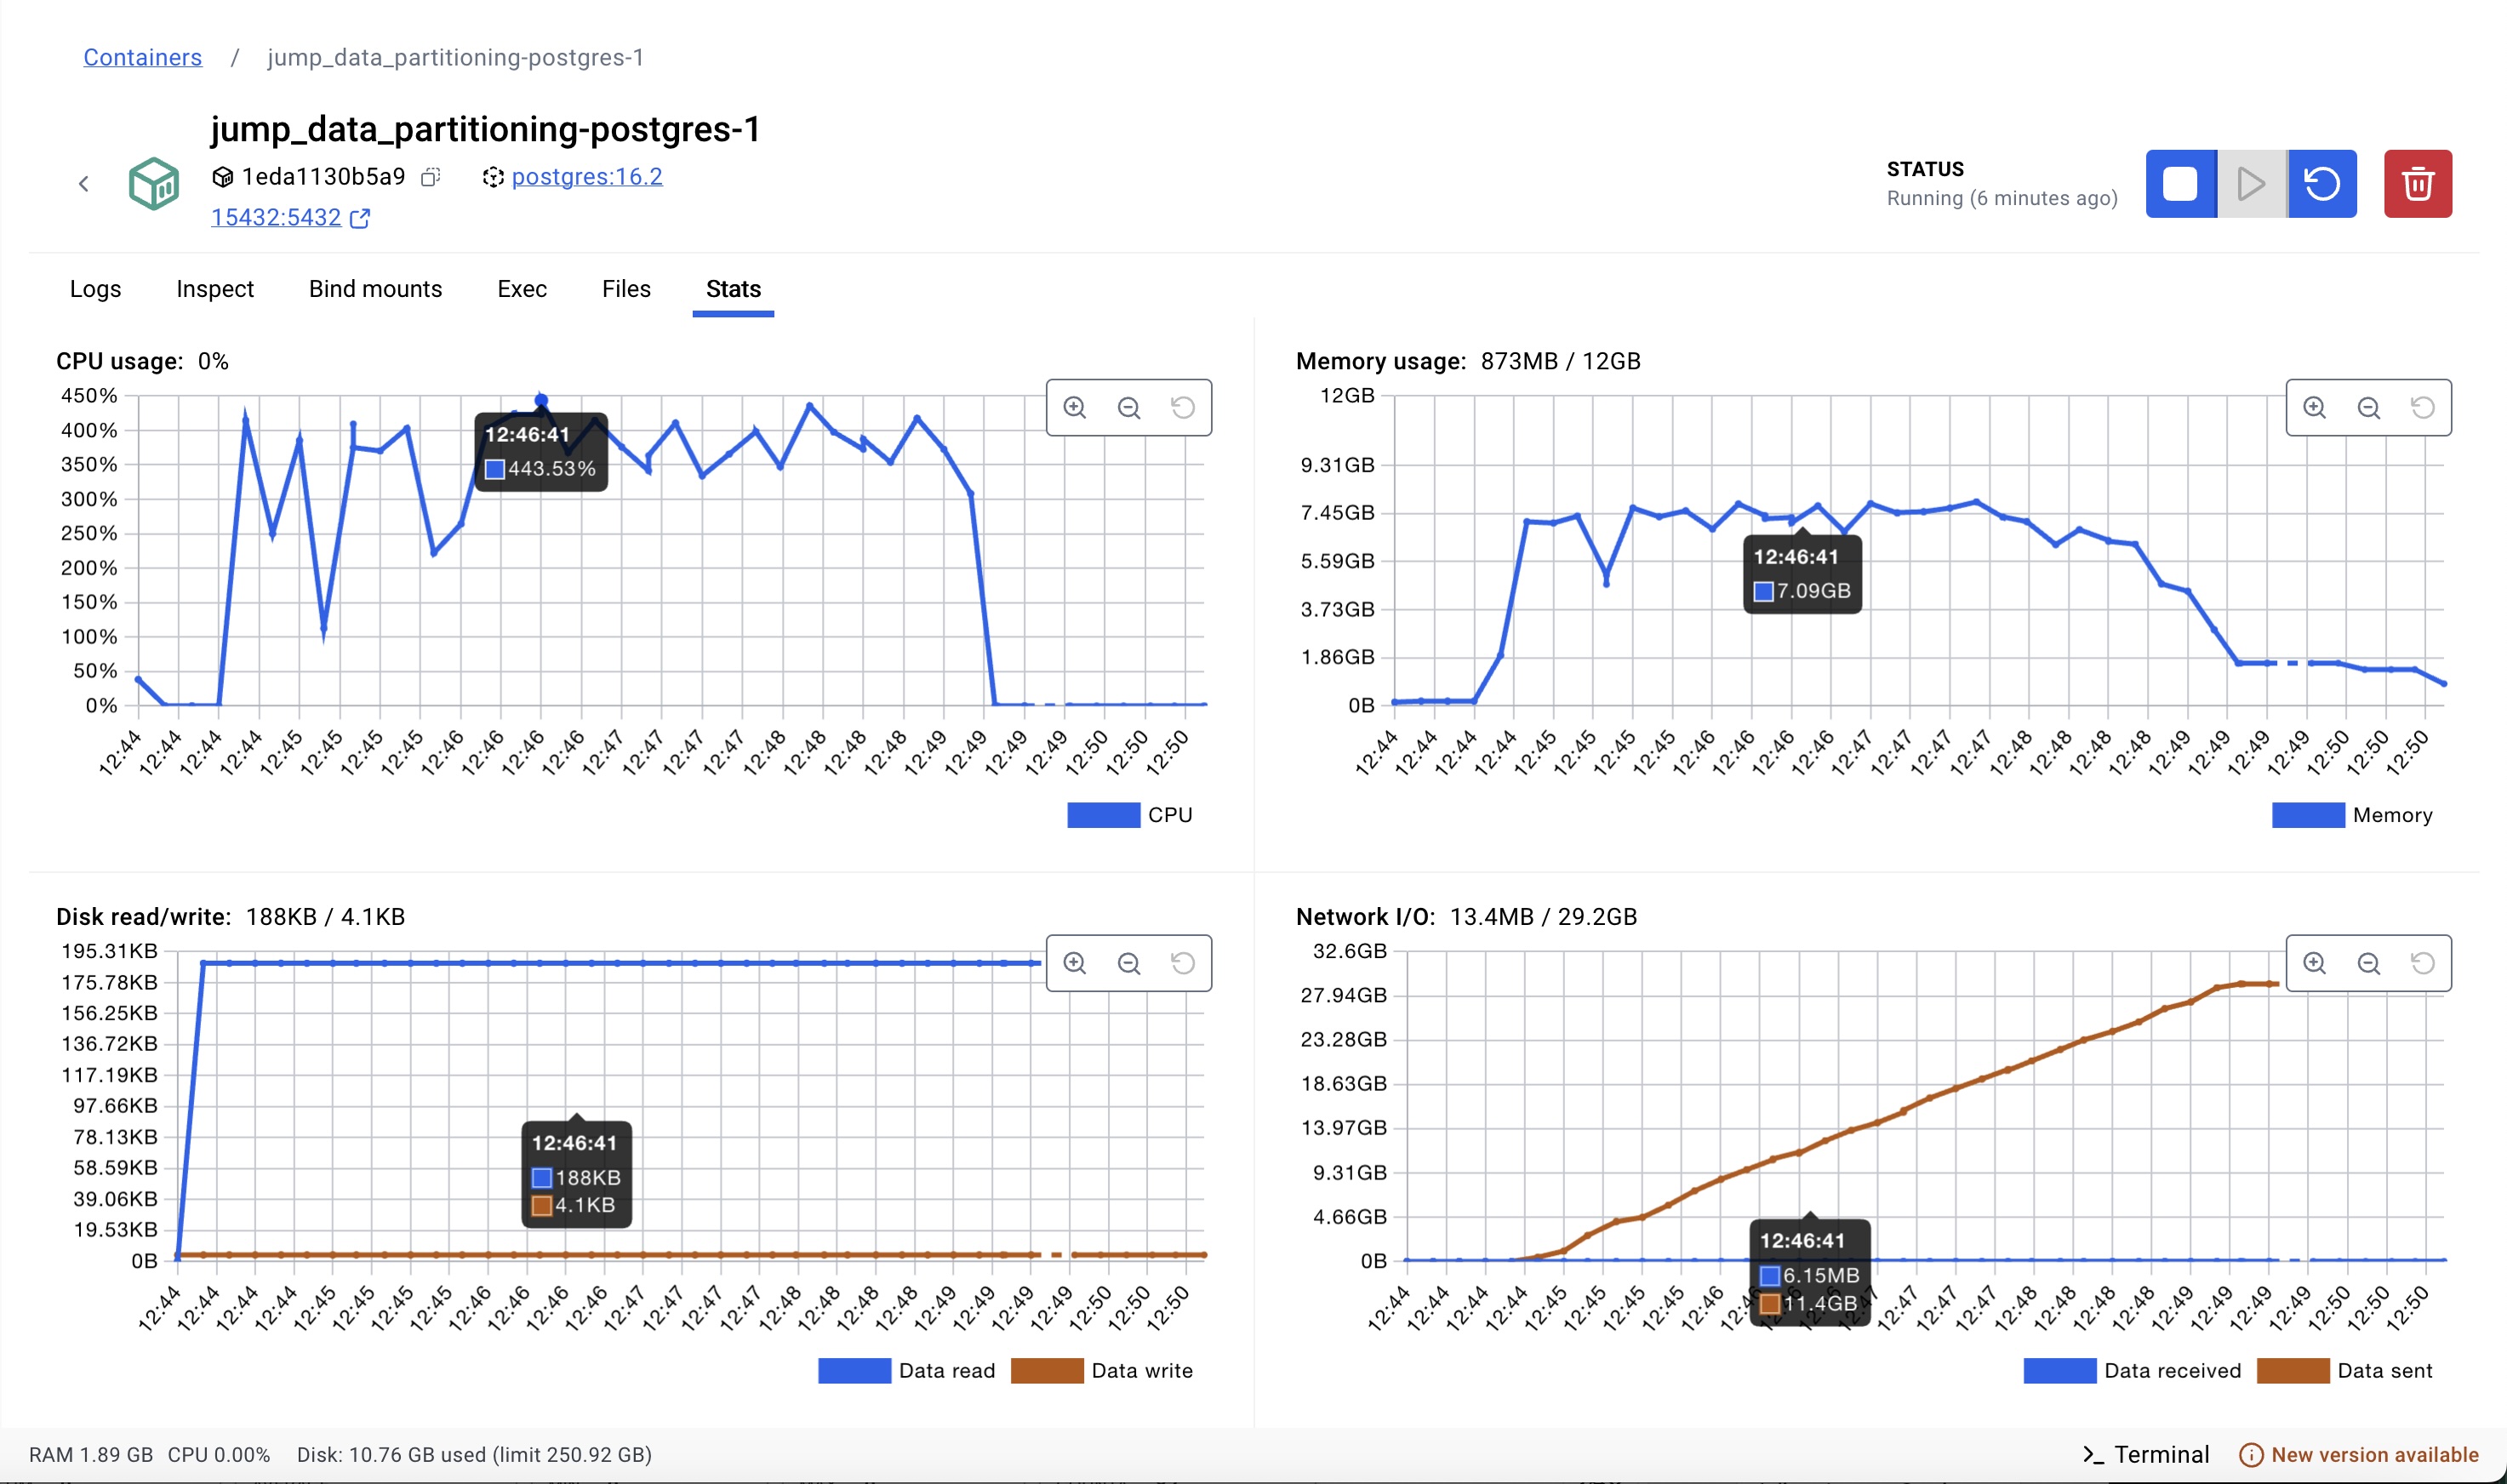 Containers / jump_data_partitioning-postgres-1
jump_data_partitioning-postgres-1
1eda1130b5a9 postgres:16.2
15432:5432
STATUS
Running (6 minutes ago)
Logs Inspect Bind mounts Exec Files Stats
CPU usage: 0%
450%
400%
350%
300%
250%
200%
150%
100%
50%
0%
12:46:41
443.53%
12:44 12:44 12:44 12:44 12:45 12:45 12:45 12:45 12:46 12:46 12:46 12:46 12:47 12:47 12:47 12:47 12:48 12:48 12:48 12:48 12:49 12:49 12:49 12:49 12:50 12:50 12:50
CPU
Memory usage: 873MB / 12GB
12GB
9.31GB
7.45GB
5.59GB
3.73GB
1.86GB
0B
12:46:41
7.09GB
12:44 12:44 12:44 12:44 12:45 12:45 12:45 12:45 12:46 12:46 12:46 12:46 12:47 12:47 12:47 12:47 12:48 12:48 12:48 12:48 12:49 12:49 12:49 12:49 12:50 12:50 12:50
Memory
Disk read/write: 188KB / 4.1KB
195.31KB
175.78KB
156.25KB
136.72KB
117.19KB
97.66KB
78.13KB
58.59KB
39.06KB
19.53KB
0B
12:46:41
188KB
4.1KB
12:44 12:44 12:44 12:44 12:45 12:45 12:45 12:45 12:46 12:46 12:46 12:46 12:47 12:47 12:47 12:47 12:48 12:48 12:48 12:48 12:49 12:49 12:49 12:49 12:50 12:50 12:50
Data read Data write
Network I/O: 13.4MB / 29.2GB
32.6GB
27.94GB
23.28GB
18.63GB
13.97GB
9.31GB
4.66GB
0B
12:46:41
6.15MB
11.4GB
12:44 12:44 12:44 12:44 12:45 12:45 12:45 12:45 12:46 12:47 12:47 12:47 12:48 12:48 12:48 12:48 12:49 12:49 12:49 12:49 12:50 12:50 12:50
Data received Data sent
RAM 1.89 GB CPU 0.00% Disk: 10.76 GB used (limit 250.92 GB) Terminal New version available